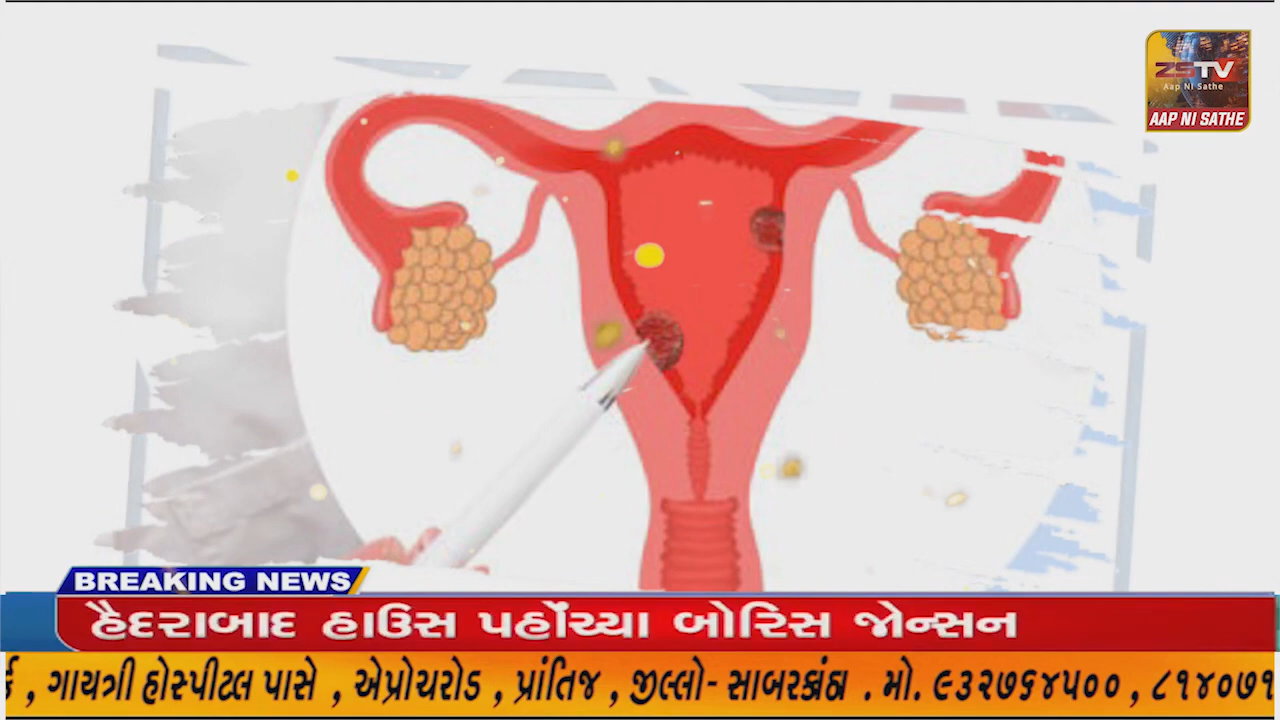 ZSTV
Aap Ni Sathe
AAP NI SATHE
BREAKING NEWS
હૈદરાબાદ હાઉસ પહોંચ્યા બોરિસ જોન્સન
, ગાયત્રી હોસ્પીટલ પાસે , એપ્રોચરોડ , પ્રાંતિજ , જીલ્લો- સાબરકાંઠા . મો. ૯૩૨૭૬૪૫૦૦ , ૮૧૪૦૭૧